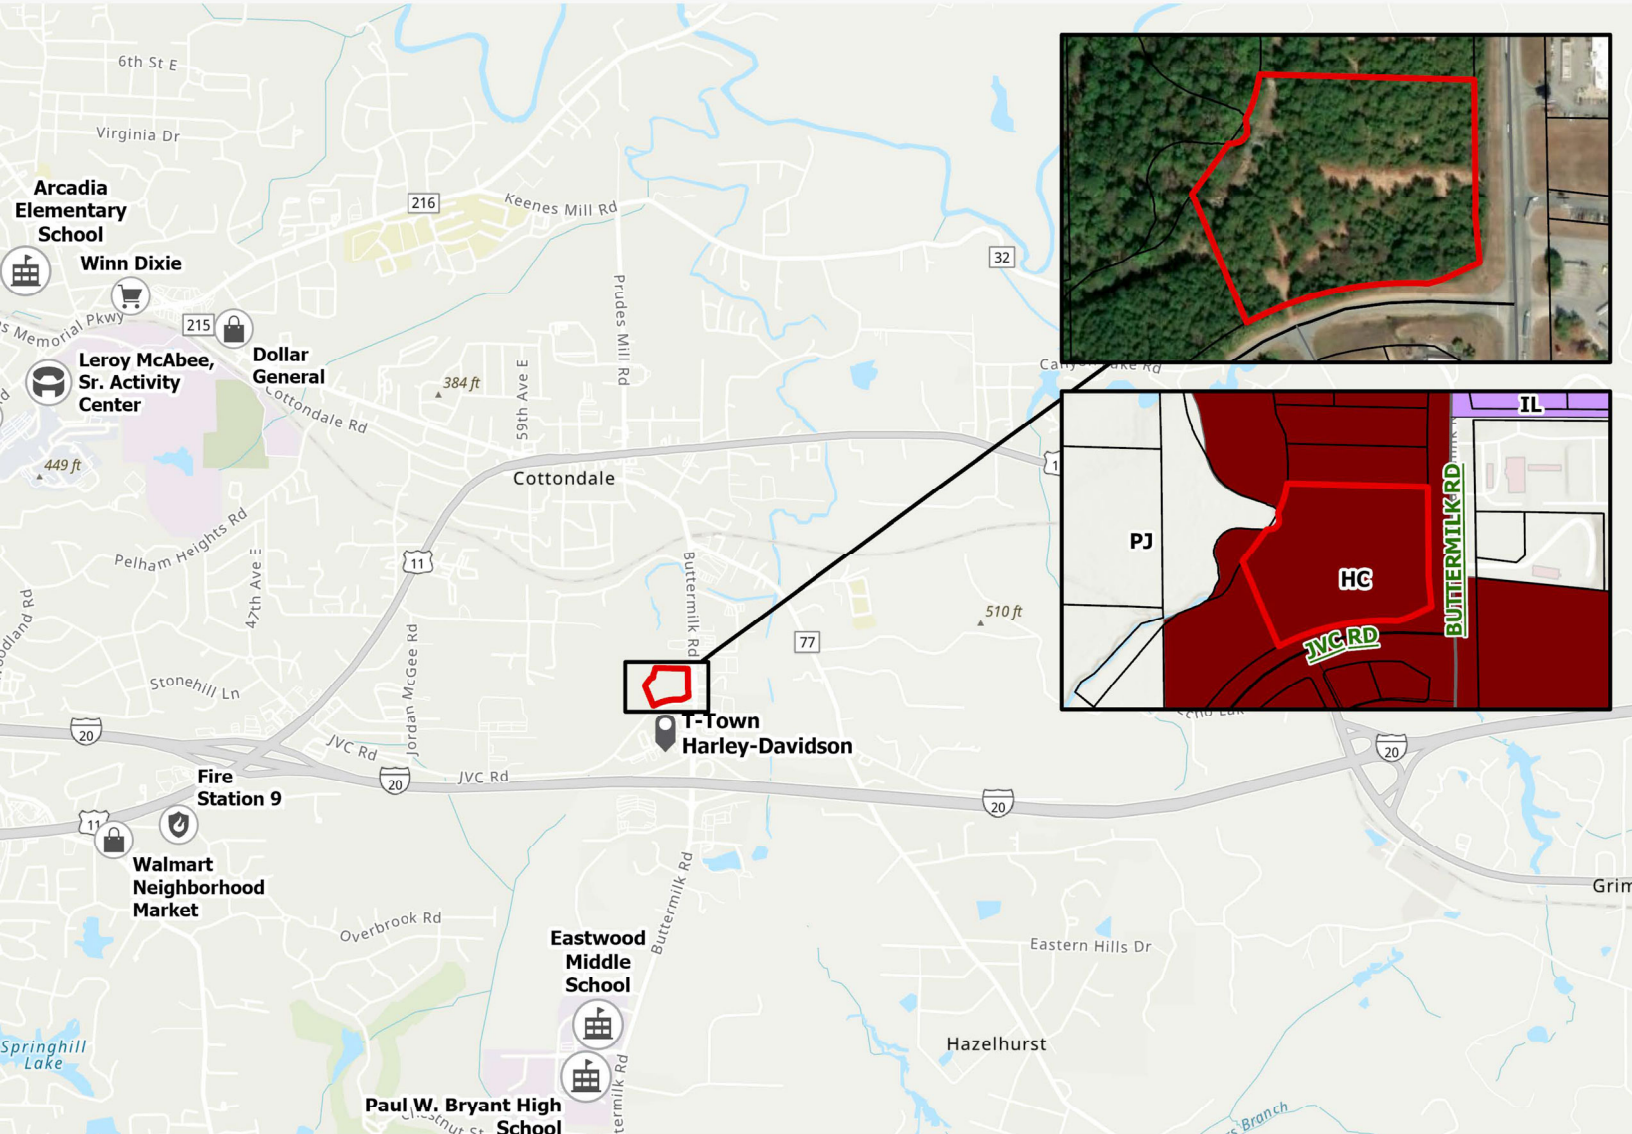 6th St E
Virginia Dr
Arcadia
Elementary
School
Winn Dixie
216
Keenes Mill Rd
32
Memorial Pkwy
215
Dollar
General
Leroy McAbee,
Sr. Activity
Center
Cottondale Rd
384 ft
59th Ave E
Prudes Mill Rd
449 ft
Cottondale
Pelham Heights Rd
47th Ave E
11
Buttermilk Rd
77
510 ft
Jordan McGee Rd
Stonehill Ln
T-Town
Harley-Davidson
20
JVC Rd
20
JVC Rd
20
20
Fire
Station 9
11
Walmart
Neighborhood
Market
Overbrook Rd
Buttermilk Rd
Eastwood
Middle
School
Eastern Hills Dr
Hazelhurst
Springhill
Lake
Paul W. Bryant High
School
Branch
IL
PJ
HC
BUTTERMILK RD
JVC RD